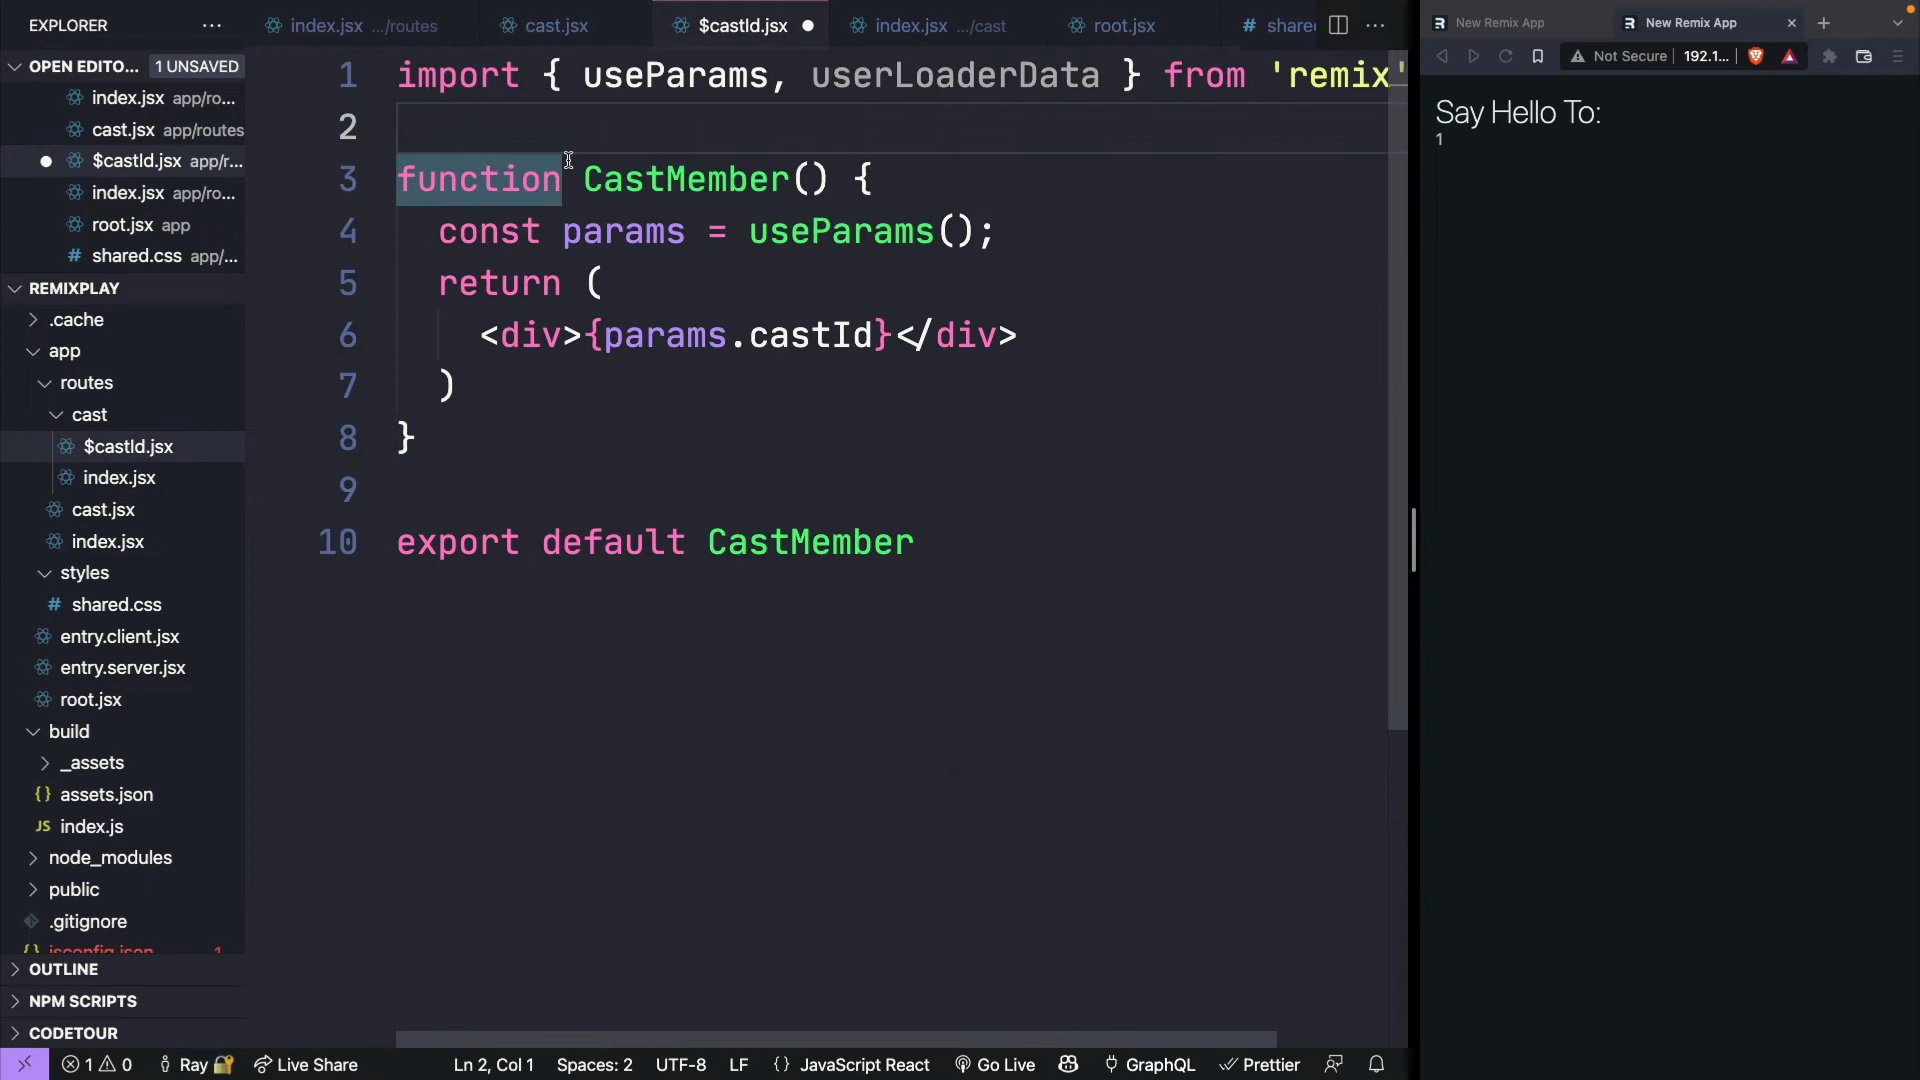 EXPLORER
index.jsx .../routes
cast.jsx
$castId.jsx
index.jsx .../cast
root.jsx
# share
New Remix App
New Remix App
OPEN EDITO... 1 UNSAVED
index.jsx app/ro...
cast.jsx app/routes
$castId.jsx app/r...
index.jsx app/ro...
root.jsx app
# shared.css app/...
REMIXPLAY
.cache
app
routes
cast
$castId.jsx
index.jsx
cast.jsx
index.jsx
styles
# shared.css
entry.client.jsx
entry.server.jsx
root.jsx
build
_assets
{} assets.json
JS index.js
node_modules
public
.gitignore
{} jsconfig.json 1
OUTLINE
NPM SCRIPTS
CODETOUR
1 import { useParams, userLoaderData } from 'remix'
2
3 function CastMember() {
4 const params = useParams();
5 return (
6 <div>{params.castId}</div>
7 )
8 }
9
10 export default CastMember
Not Secure 192.1...
Say Hello To:
1
1 0 Ray Live Share Ln 2, Col 1 Spaces: 2 UTF-8 LF {} JavaScript React Go Live GraphQL Prettier